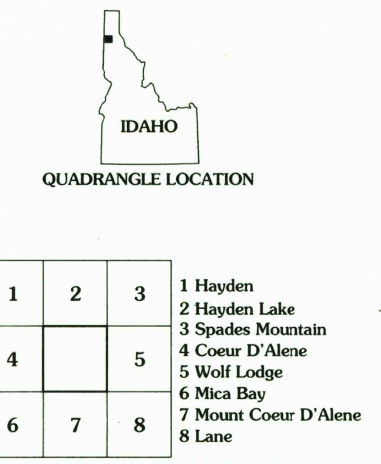 IDAHO
QUADRANGLE LOCATION
1 2 3
4 5
6 7 8
1 Hayden
2 Hayden Lake
3 Spades Mountain
4 Coeur D'Alene
5 Wolf Lodge
6 Mica Bay
7 Mount Coeur D'Alene
8 Lane